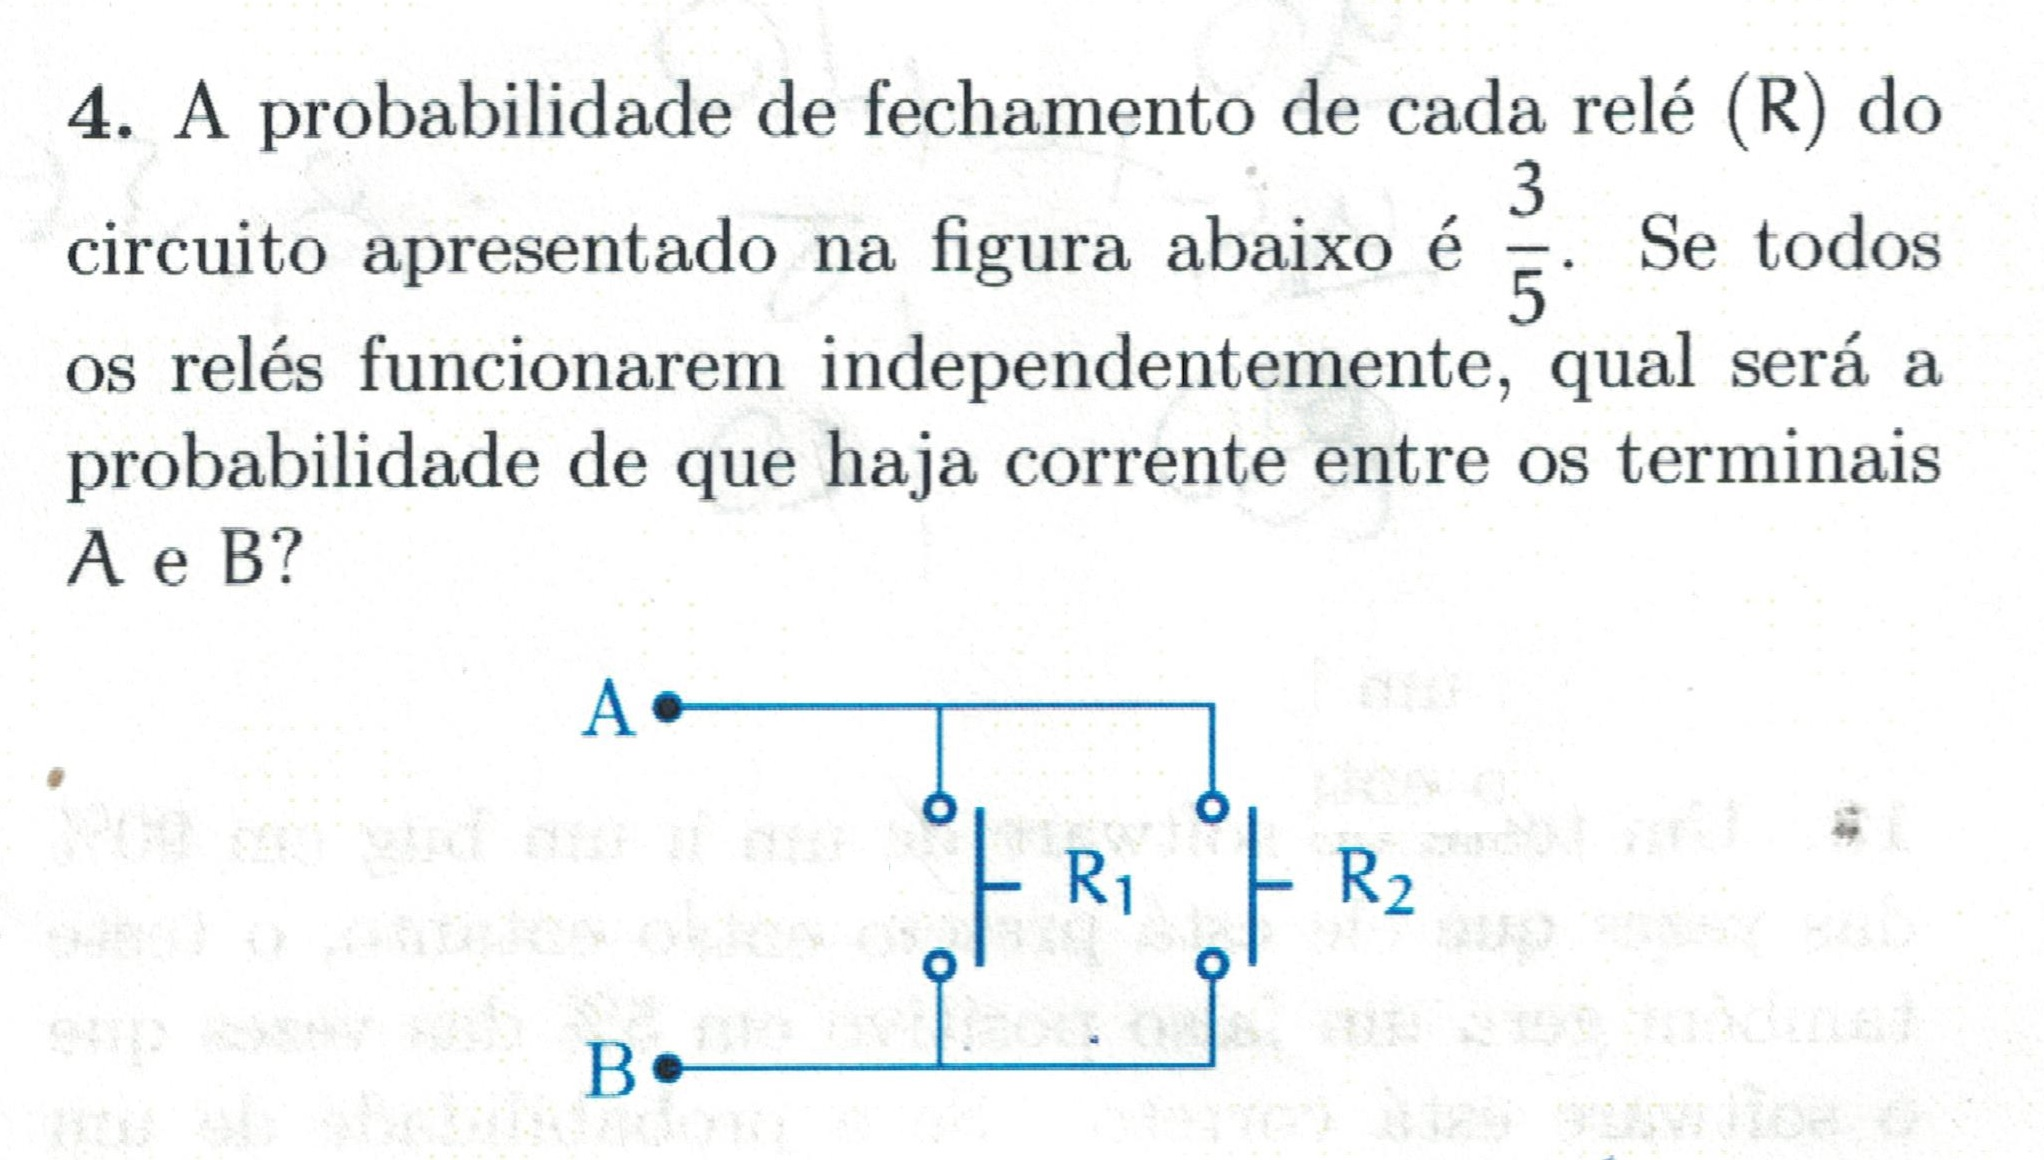 4. A probabilidade de fechamento de cada relé (R) do
circuito apresentado na figura abaixo é 3/5. Se todos
os relés funcionarem independentemente, qual será a
probabilidade de que haja corrente entre os terminais
A e B?
A
R₁ R₂
B